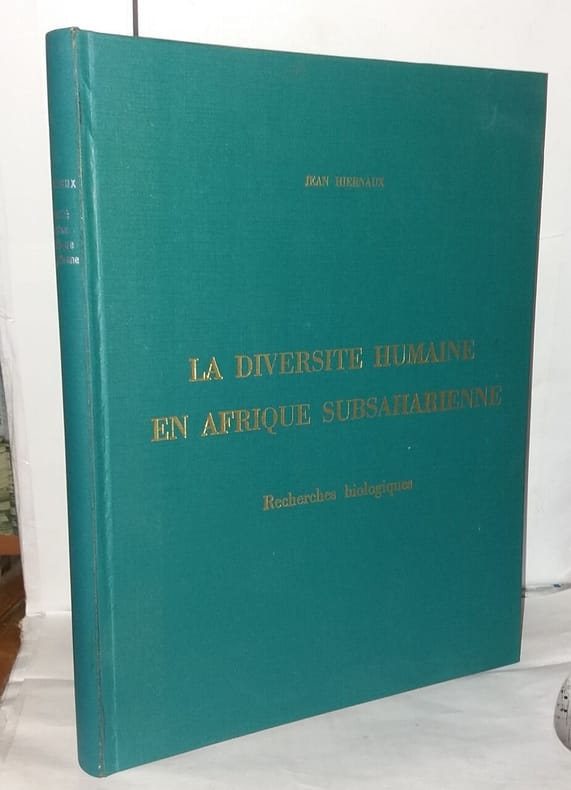 JEAN HIERNAUX
LA DIVERSITE HUMAINE
EN AFRIQUE SUBSAHARIENNE
Recherches biologiques